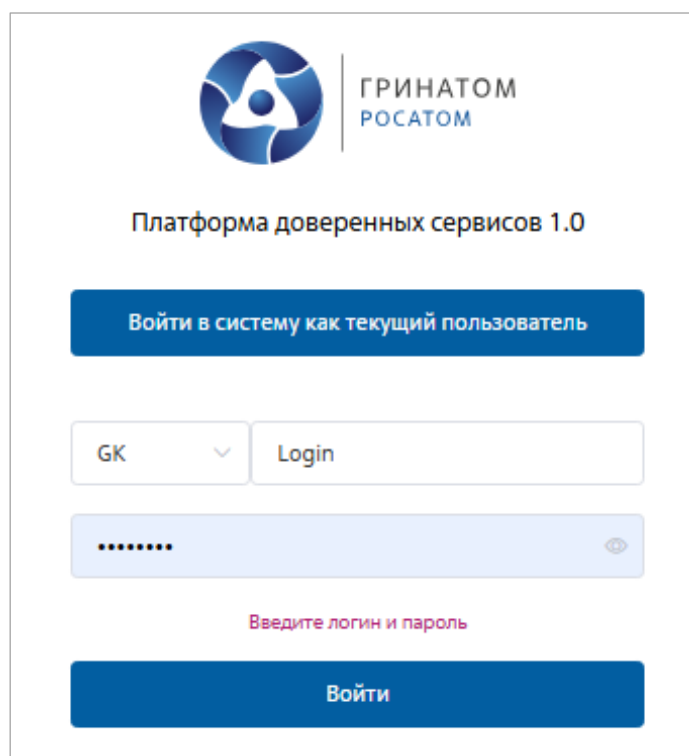 ГРИНАТОМ
РОСАТОМ
Платформа доверенных сервисов 1.0
Войти в систему как текущий пользователь
GK Login
••••••••
Введите логин и пароль
Войти